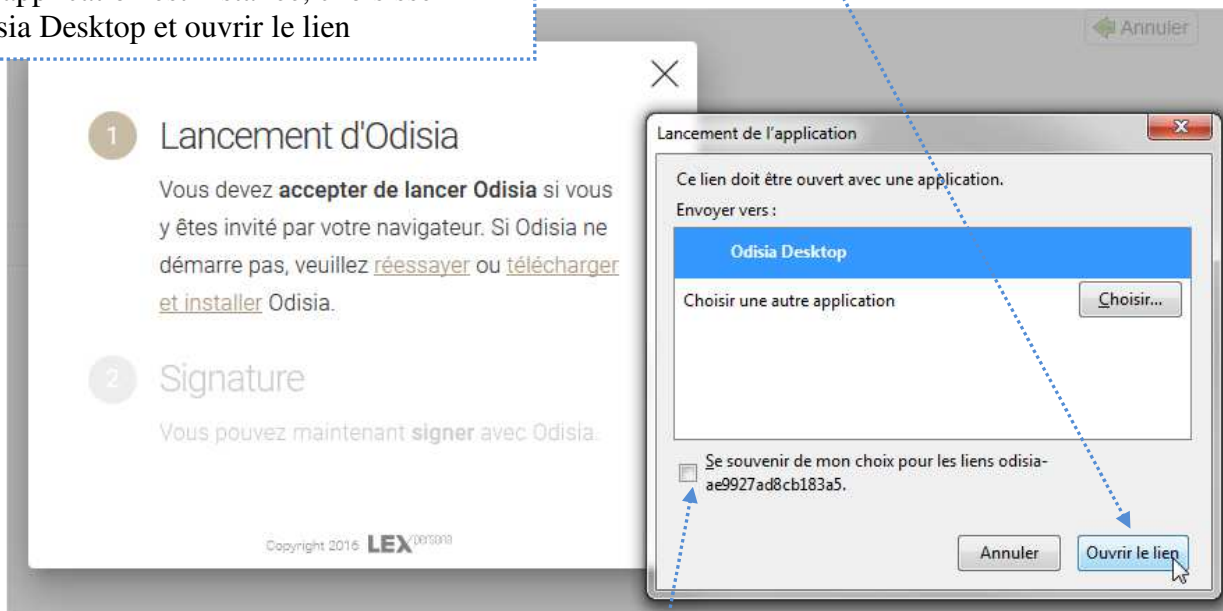 sia Desktop et ouvrir le lien
Annuler
1 Lancement d'Odisia
Vous devez accepter de lancer Odisia si vous
y êtes invité par votre navigateur. Si Odisia ne
démarre pas, veuillez réessayer ou télécharger
et installer Odisia.
2 Signature
Vous pouvez maintenant signer avec Odisia.
Copyright 2016 LEX persona
Lancement de l'application
Ce lien doit être ouvert avec une application.
Envoyer vers :
Odisia Desktop
Choisir une autre application
Choisir...
Se souvenir de mon choix pour les liens odisia-
ae9927ad8cb183a5.
Annuler
Ouvrir le lien